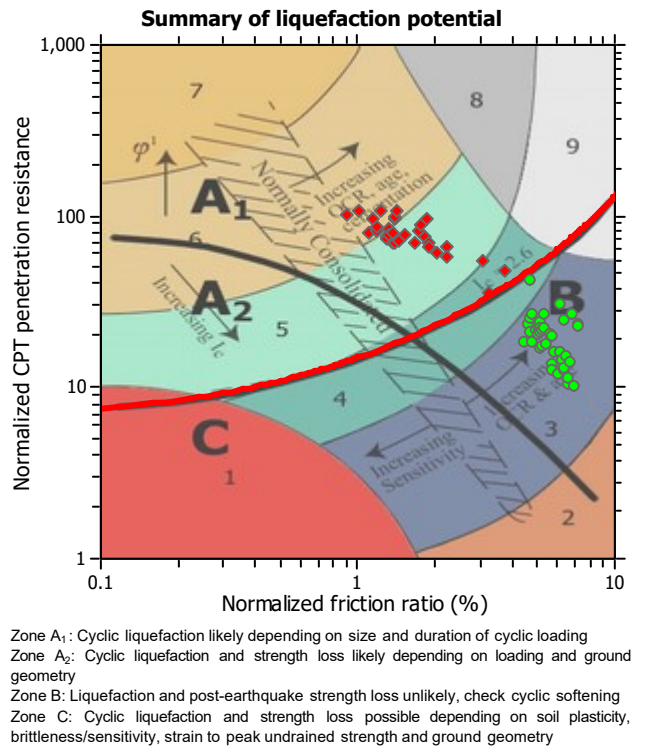 Summary of liquefaction potential
Normalized CPT penetration resistance
1,000
100
10
1
7
8
9
φ'
A1
6
A2
5
B
4
C
1
3
2
Increasing
OCR, age,
cementation
Normally Consolidated
Increasing Ic
2.6
Increasing
OCR & age
Increasing
Sensitivity
0.1
1
10
Normalized friction ratio (%)
Zone A1: Cyclic liquefaction likely depending on size and duration of cyclic loading
Zone A2: Cyclic liquefaction and strength loss likely depending on loading and ground
geometry
Zone B: Liquefaction and post-earthquake strength loss unlikely, check cyclic softening
Zone C: Cyclic liquefaction and strength loss possible depending on soil plasticity,
brittleness/sensitivity, strain to peak undrained strength and ground geometry